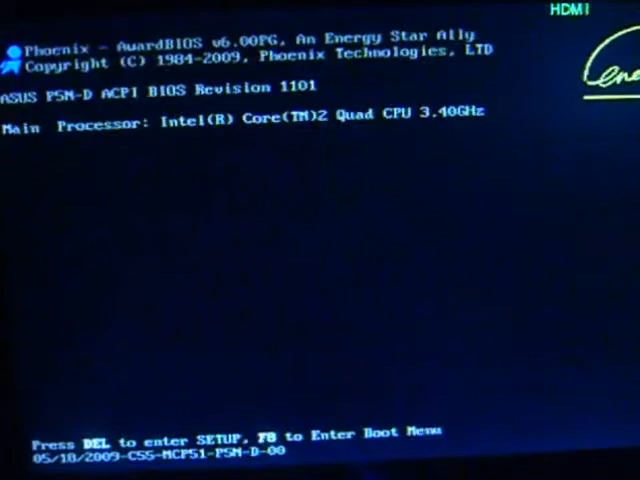 HDMI
Phoenix - AwardBIOS v6.00PG, An Energy Star Ally
Copyright (C) 1984-2009, Phoenix Technologies, LTD
ene
ASUS P5N-D ACPI BIOS Revision 1101
Main Processor: Intel(R) Core(TM)2 Quad CPU 3.40GHz
Press DEL to enter SETUP, F8 to Enter Boot Menu
05/18/2009-C55-MCP51-P5N-D-00